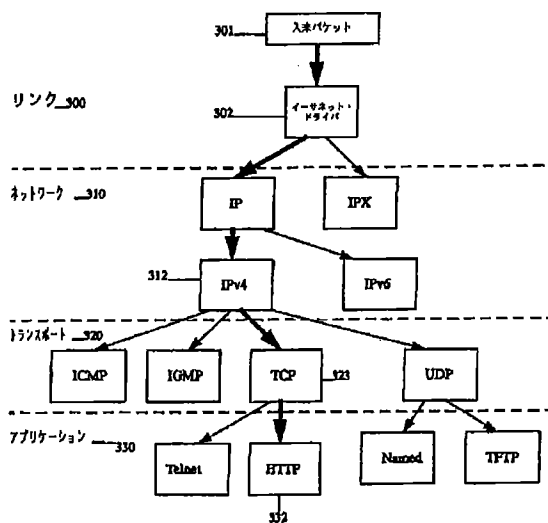 301
入来パケット
リンク 300
302
イーサネット・
ドライバ
ネットワーク 310
IP
IPX
312
IPv4
IPv6
トランスポート 320
ICMP
IGMP
TCP
323
UDP
アプリケーション 330
Telnet
HTTP
Named
TFTP
332